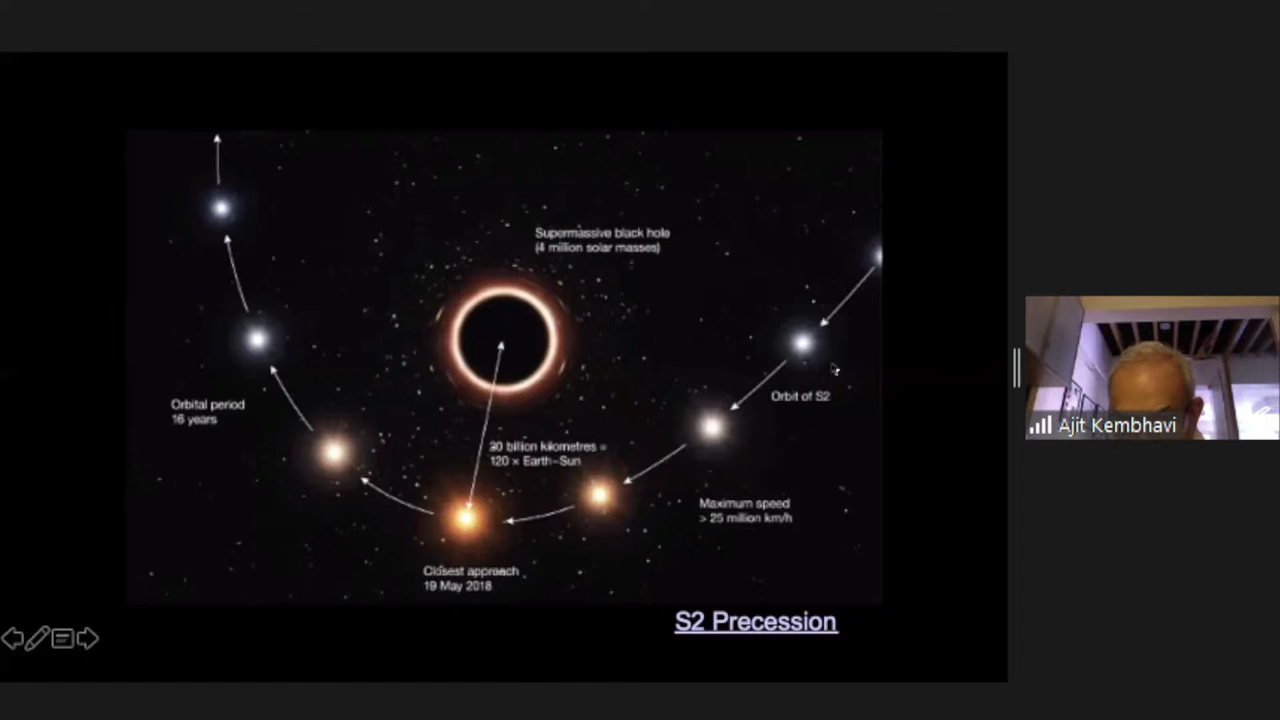 Supermassive black hole
(4 million solar masses)
Orbital period
16 years
Orbit of S2
20 billion kilometres =
120 × Earth–Sun
Maximum speed
> 25 million km/h
Closest approach
19 May 2018
S2 Precession
Ajit Kembhavi